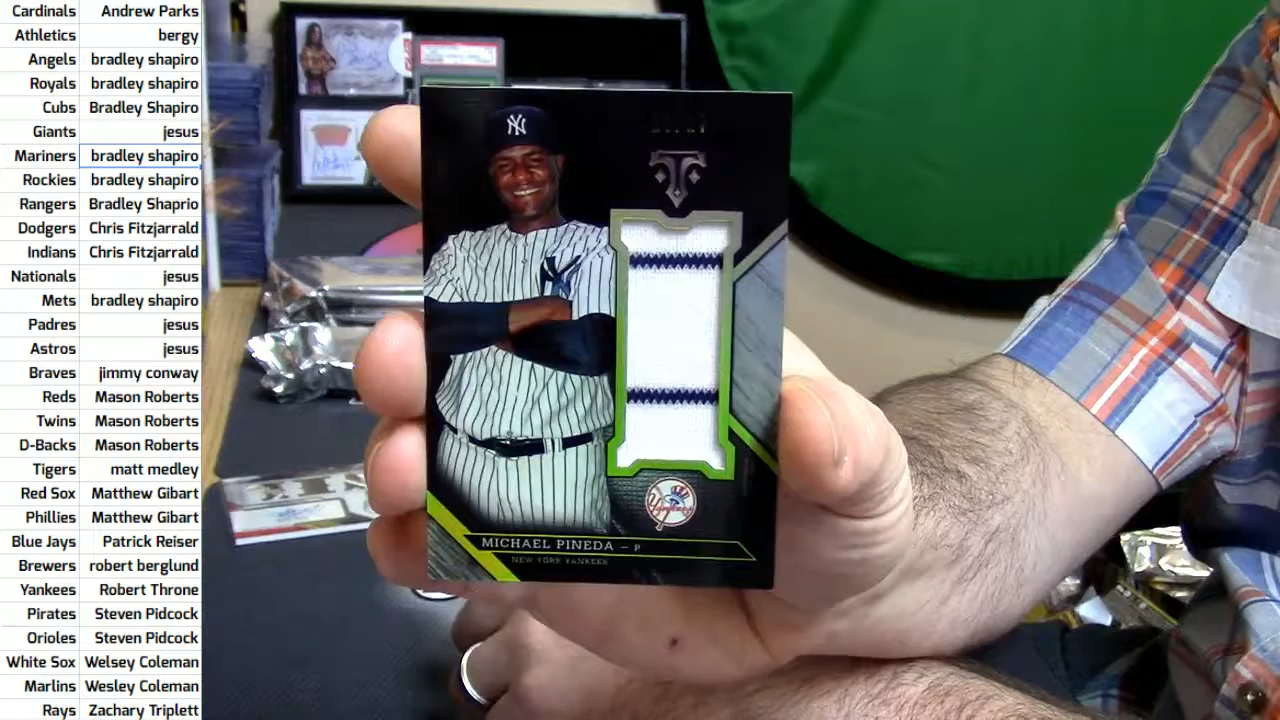 Cardinals Andrew Parks
Athletics bergy
Angels bradley shapiro
Royals bradley shapiro
Cubs Bradley Shapiro
Giants jesus
Mariners bradley shapiro
Rockies bradley shapiro
Rangers Bradley Shaprio
Dodgers Chris Fitzjarrald
Indians Chris Fitzjarrald
Nationals jesus
Mets bradley shapiro
Padres jesus
Astros jesus
Braves jimmy conway
Reds Mason Roberts
Twins Mason Roberts
D-Backs Mason Roberts
Tigers matt medley
Red Sox Matthew Gibart
Phillies Matthew Gibart
Blue Jays Patrick Reiser
Brewers robert berglund
Yankees Robert Throne
Pirates Steven Pidcock
Orioles Steven Pidcock
White Sox Welsey Coleman
Marlins Wesley Coleman
Rays Zachary Triplett
NY
T
Yankees
MICHAEL PINEDA – P
NEW YORK YANKEES